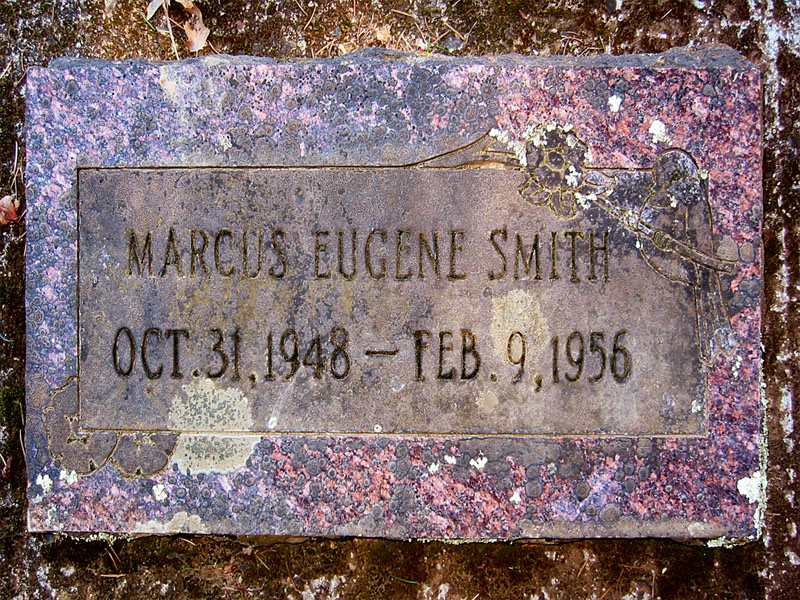 MARCUS EUGENE SMITH
OCT. 31, 1948 – FEB. 9, 1956